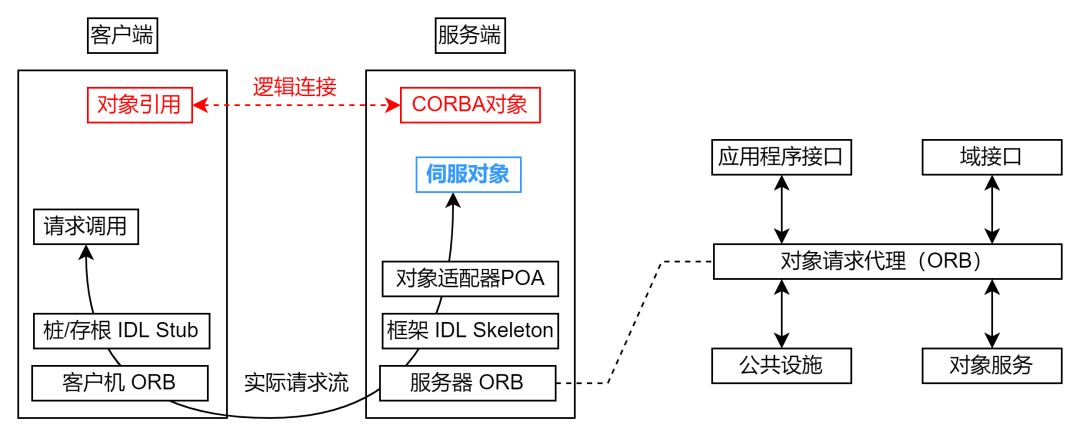 客户端
服务端
对象引用
逻辑连接
CORBA对象
伺服对象
请求调用
对象适配器POA
桩/存根 IDL Stub
框架 IDL Skeleton
客户机 ORB
实际请求流
服务器 ORB
应用程序接口
域接口
对象请求代理（ORB）
公共设施
对象服务